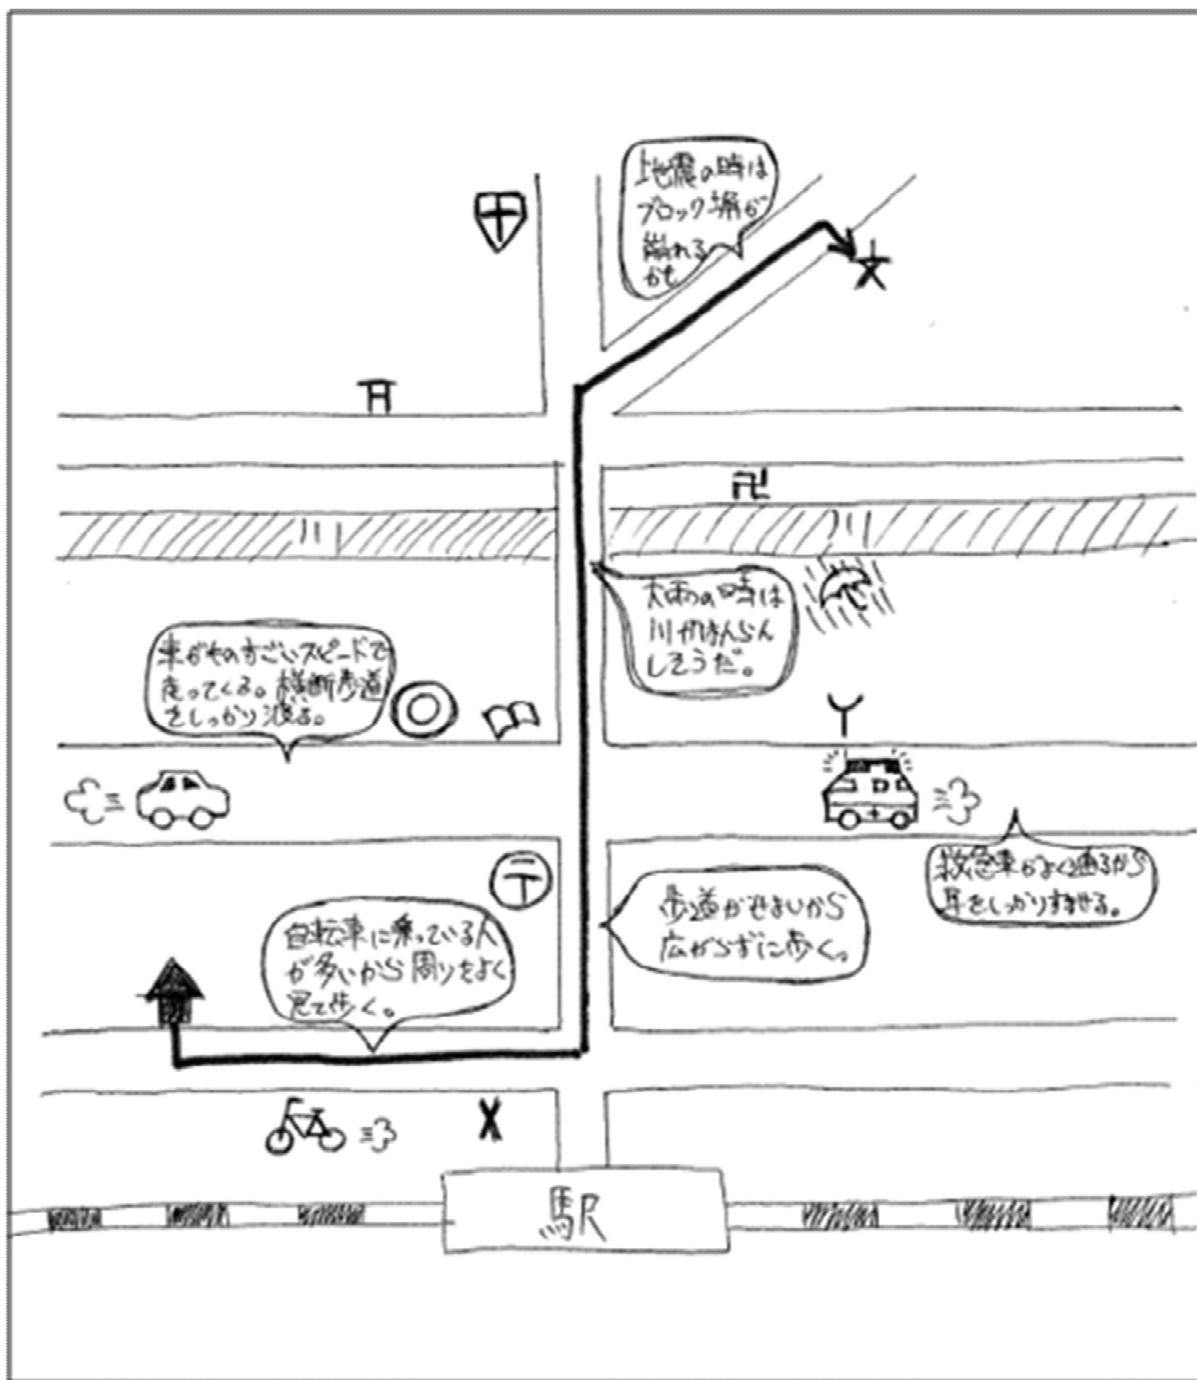 地震の時は
ブロック塀が
崩れる
かも
川
川
大雨の時は
川がはんらん
しそうだ。
車がものすごいスピードで
走ってくる。横断歩道
をしっかり渡る。
救急車がよく通るから
耳をしっかりすませる。
歩道がせまいから
広がらずに歩く。
自転車に乗っている人
が多いから周りをよく
見て歩く。
駅